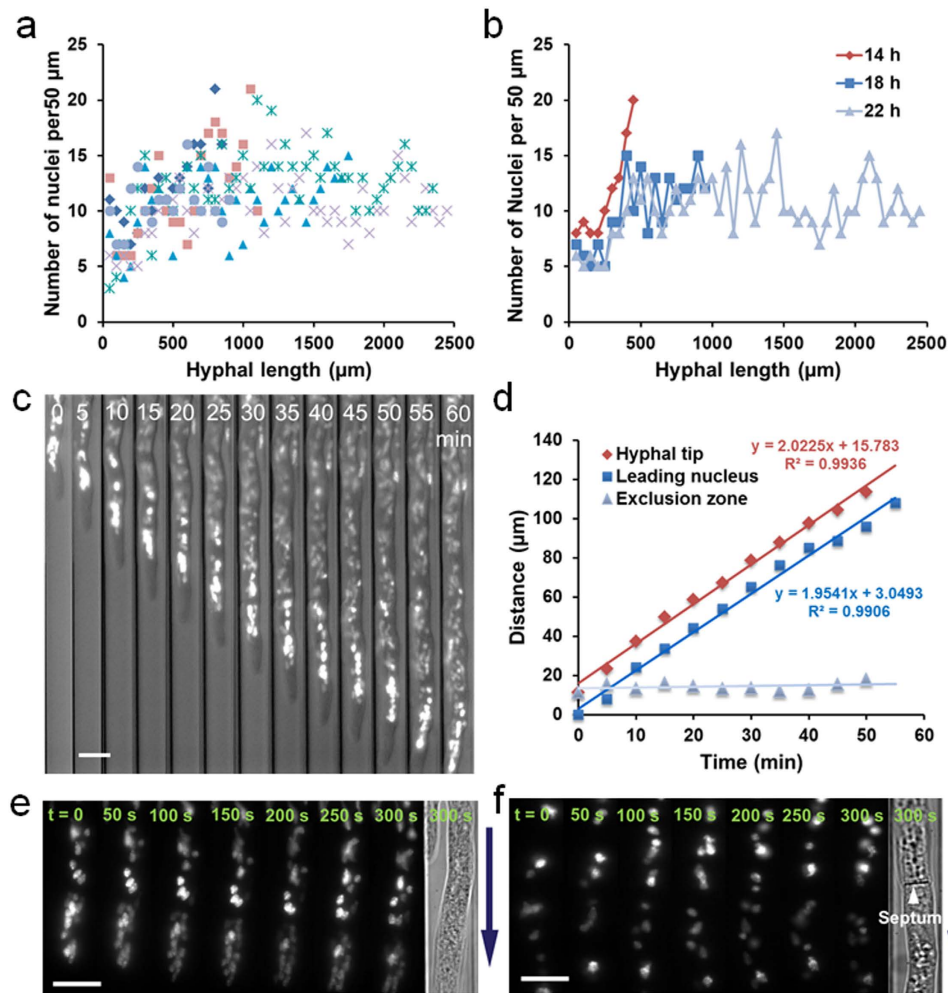 a
b
Number of nuclei per50 µm
25
20
15
10
5
0
0 500 1000 1500 2000 2500
Hyphal length (µm)
Number of Nuclei per 50 µm
25
20
15
10
5
0
14 h
18 h
22 h
0 500 1000 1500 2000 2500
Hyphal length (µm)
c
0 5 10 15 20 25 30 35 40 45 50 55 60
min
d
Distance (µm)
140
120
100
80
60
40
20
0
Hyphal tip
Leading nucleus
Exclusion zone
y = 2.0225x + 15.783
R² = 0.9936
y = 1.9541x + 3.0493
R² = 0.9906
0 10 20 30 40 50 60
Time (min)
e
t = 0 50 s 100 s 150 s 200 s 250 s 300 s 300 s
f
t = 0 50 s 100 s 150 s 200 s 250 s 300 s 300 s
Septum